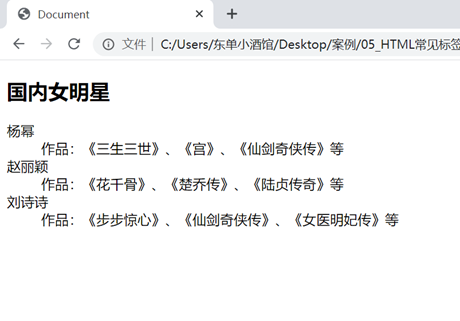 Document
文件 | C:/Users/东单小酒馆/Desktop/案例/05_HTML常见标签
国内女明星
杨幂
作品：《三生三世》、《宫》、《仙剑奇侠传》等
赵丽颖
作品：《花千骨》、《楚乔传》、《陆贞传奇》等
刘诗诗
作品：《步步惊心》、《仙剑奇侠传》、《女医明妃传》等